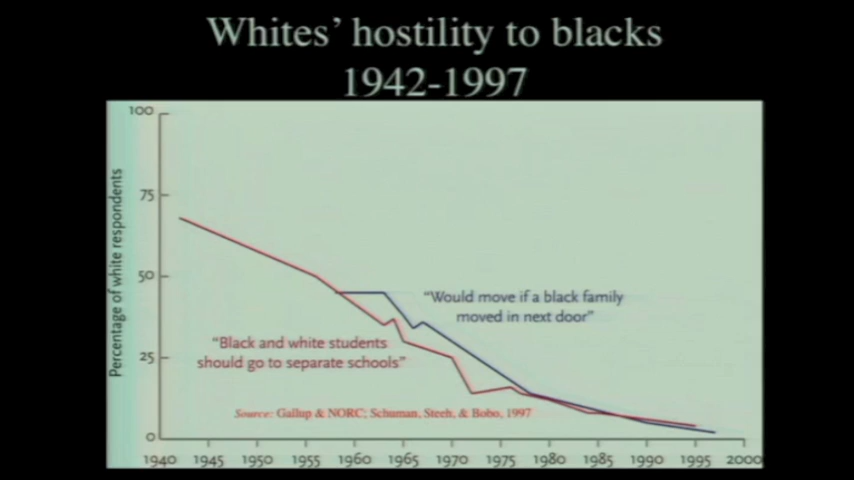 Whites' hostility to blacks
1942-1997
Percentage of white respondents
100
75
50
25
0
"Would move if a black family
moved in next door"
"Black and white students
should go to separate schools"
Source: Gallup & NORC; Schuman, Steeh, & Bobo, 1997
1940 1945 1950 1955 1960 1965 1970 1975 1980 1985 1990 1995 2000